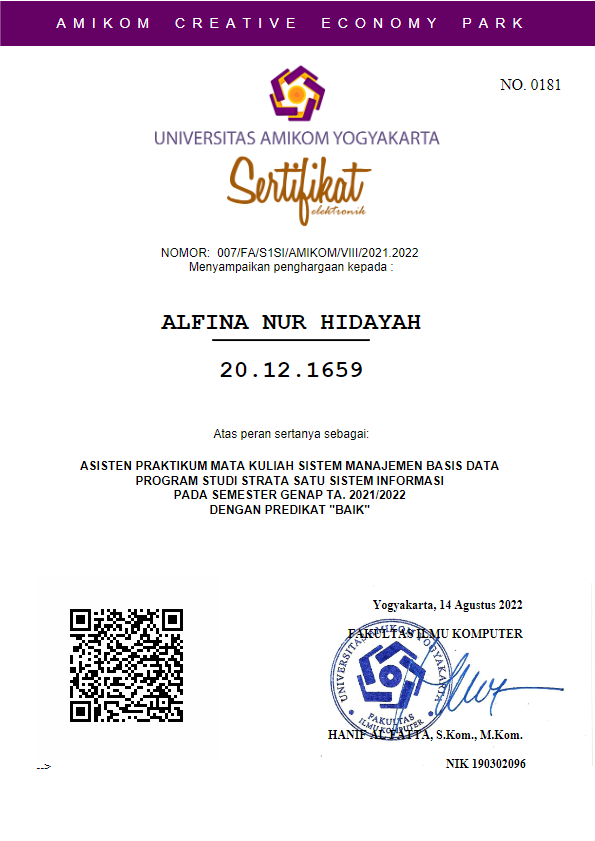 AMIKOM CREATIVE ECONOMY PARK
NO. 0181
UNIVERSITAS AMIKOM YOGYAKARTA
Sertifikat
elektronik
NOMOR: 007/FA/S1SI/AMIKOM/VIII/2021.2022
Menyampaikan penghargaan kepada :
ALFINA NUR HIDAYAH
20.12.1659
Atas peran sertanya sebagai:
ASISTEN PRAKTIKUM MATA KULIAH SISTEM MANAJEMEN BASIS DATA
PROGRAM STUDI STRATA SATU SISTEM INFORMASI
PADA SEMESTER GENAP TA. 2021/2022
DENGAN PREDIKAT "BAIK"
Yogyakarta, 14 Agustus 2022
FAKULTAS ILMU KOMPUTER
UNIVERSITAS AMIKOM YOGYAKARTA
FAKULTAS
ILMU KOMPUTER
HANIF AL FATTA, S.Kom., M.Kom.
NIK 190302096
-->